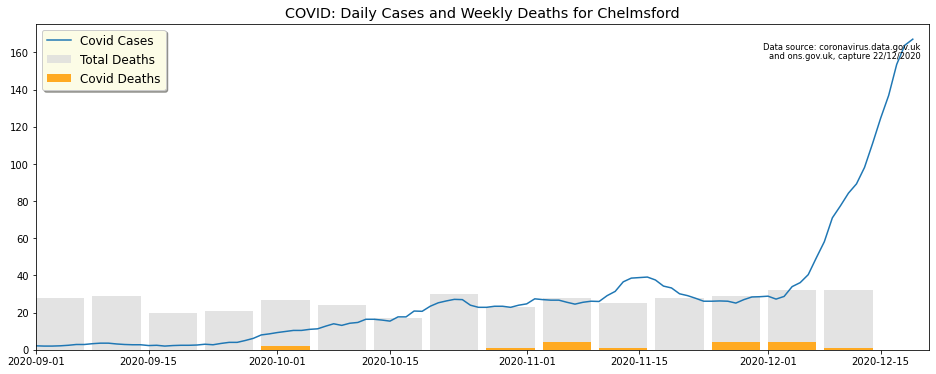 COVID: Daily Cases and Weekly Deaths for Chelmsford
Covid Cases
Total Deaths
Covid Deaths
Data source: coronavirus.data.gov.uk
and ons.gov.uk, capture 22/12/2020
160
140
120
100
80
60
40
20
0
2020-09-01 2020-09-15 2020-10-01 2020-10-15 2020-11-01 2020-11-15 2020-12-01 2020-12-15